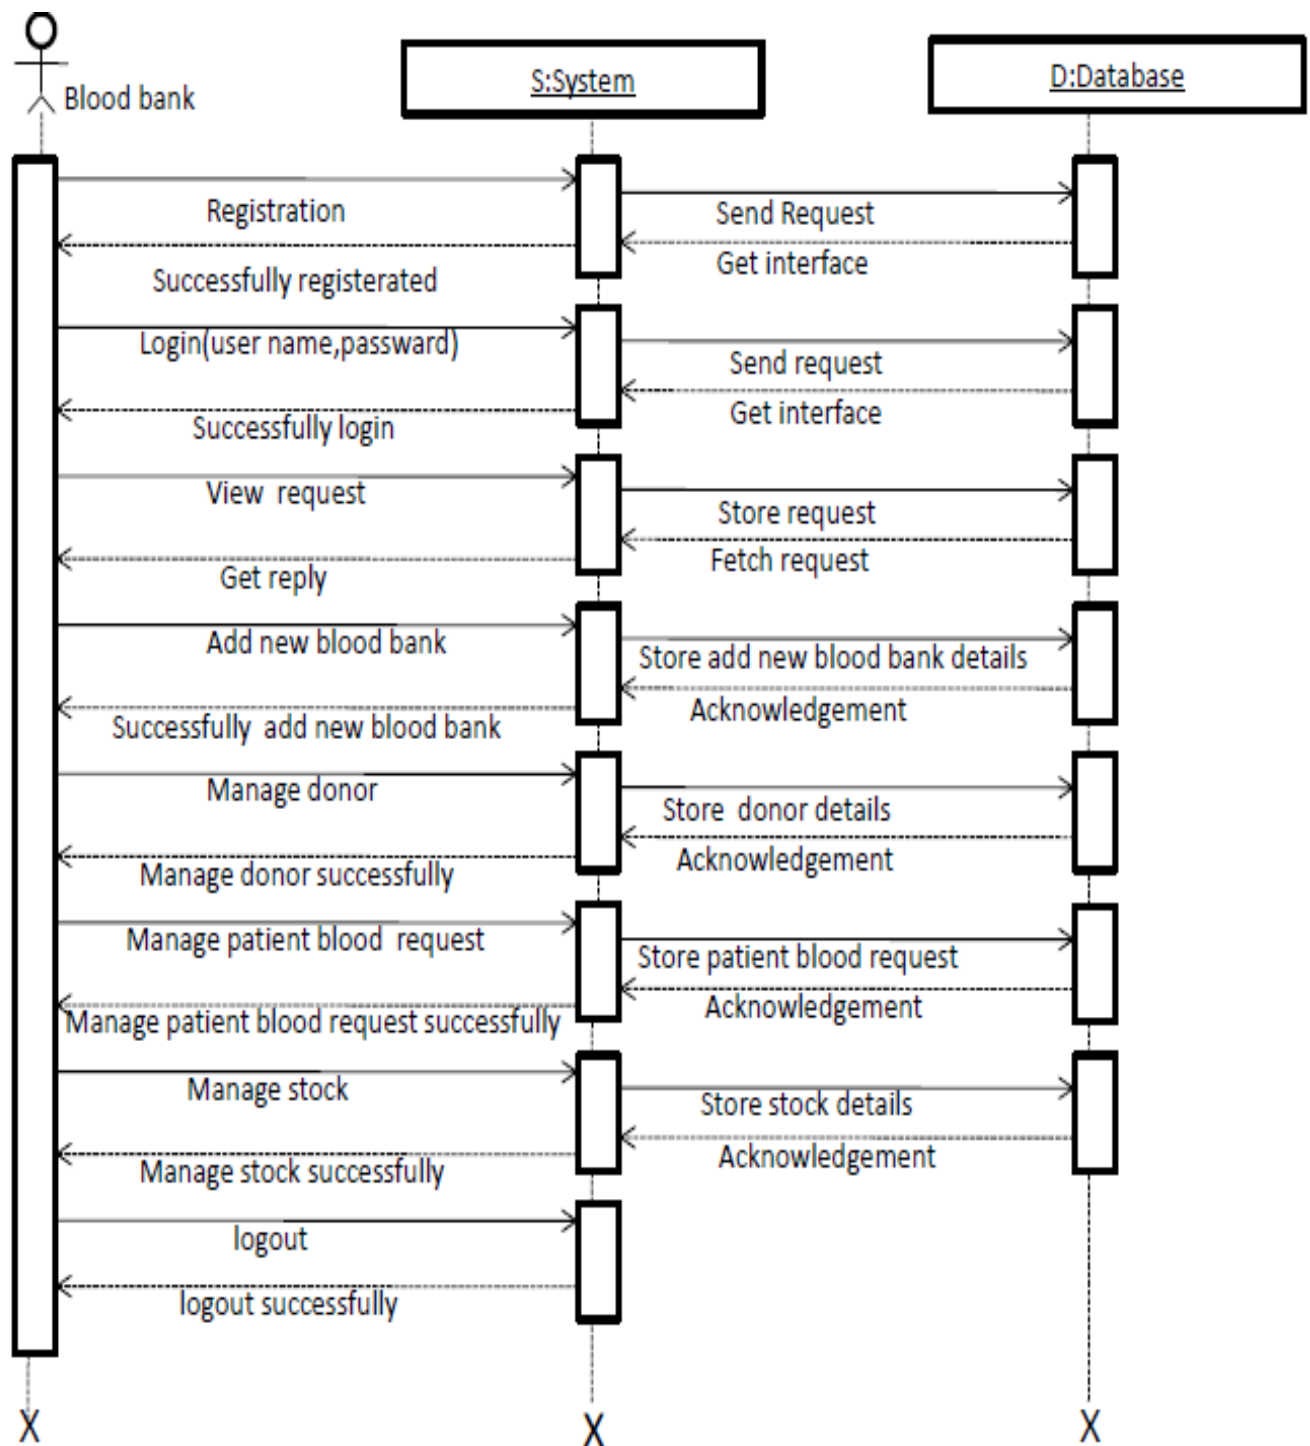 Blood bank
S:System
D:Database
Registration
Send Request
Get interface
Successfully registerated
Login(user name,passward)
Send request
Get interface
Successfully login
View  request
Store request
Fetch request
Get reply
Add new blood bank
Store add new blood bank details
Acknowledgement
Successfully  add new blood bank
Manage donor
Store  donor details
Acknowledgement
Manage donor successfully
Manage patient blood  request
Store patient blood request
Acknowledgement
Manage patient blood request successfully
Manage stock
Store stock details
Acknowledgement
Manage stock successfully
logout
logout successfully
X
X
X